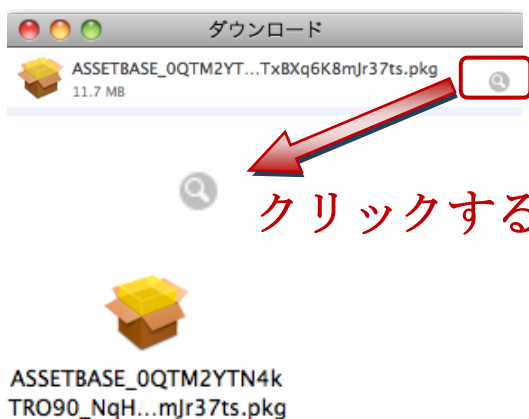 ダウンロード
ASSETBASE_0QTM2YT...TxBXq6K8mJr37ts.pkg
11.7 MB
クリックする
ASSETBASE_0QTM2YTN4k
TRO90_NqH...mJr37ts.pkg